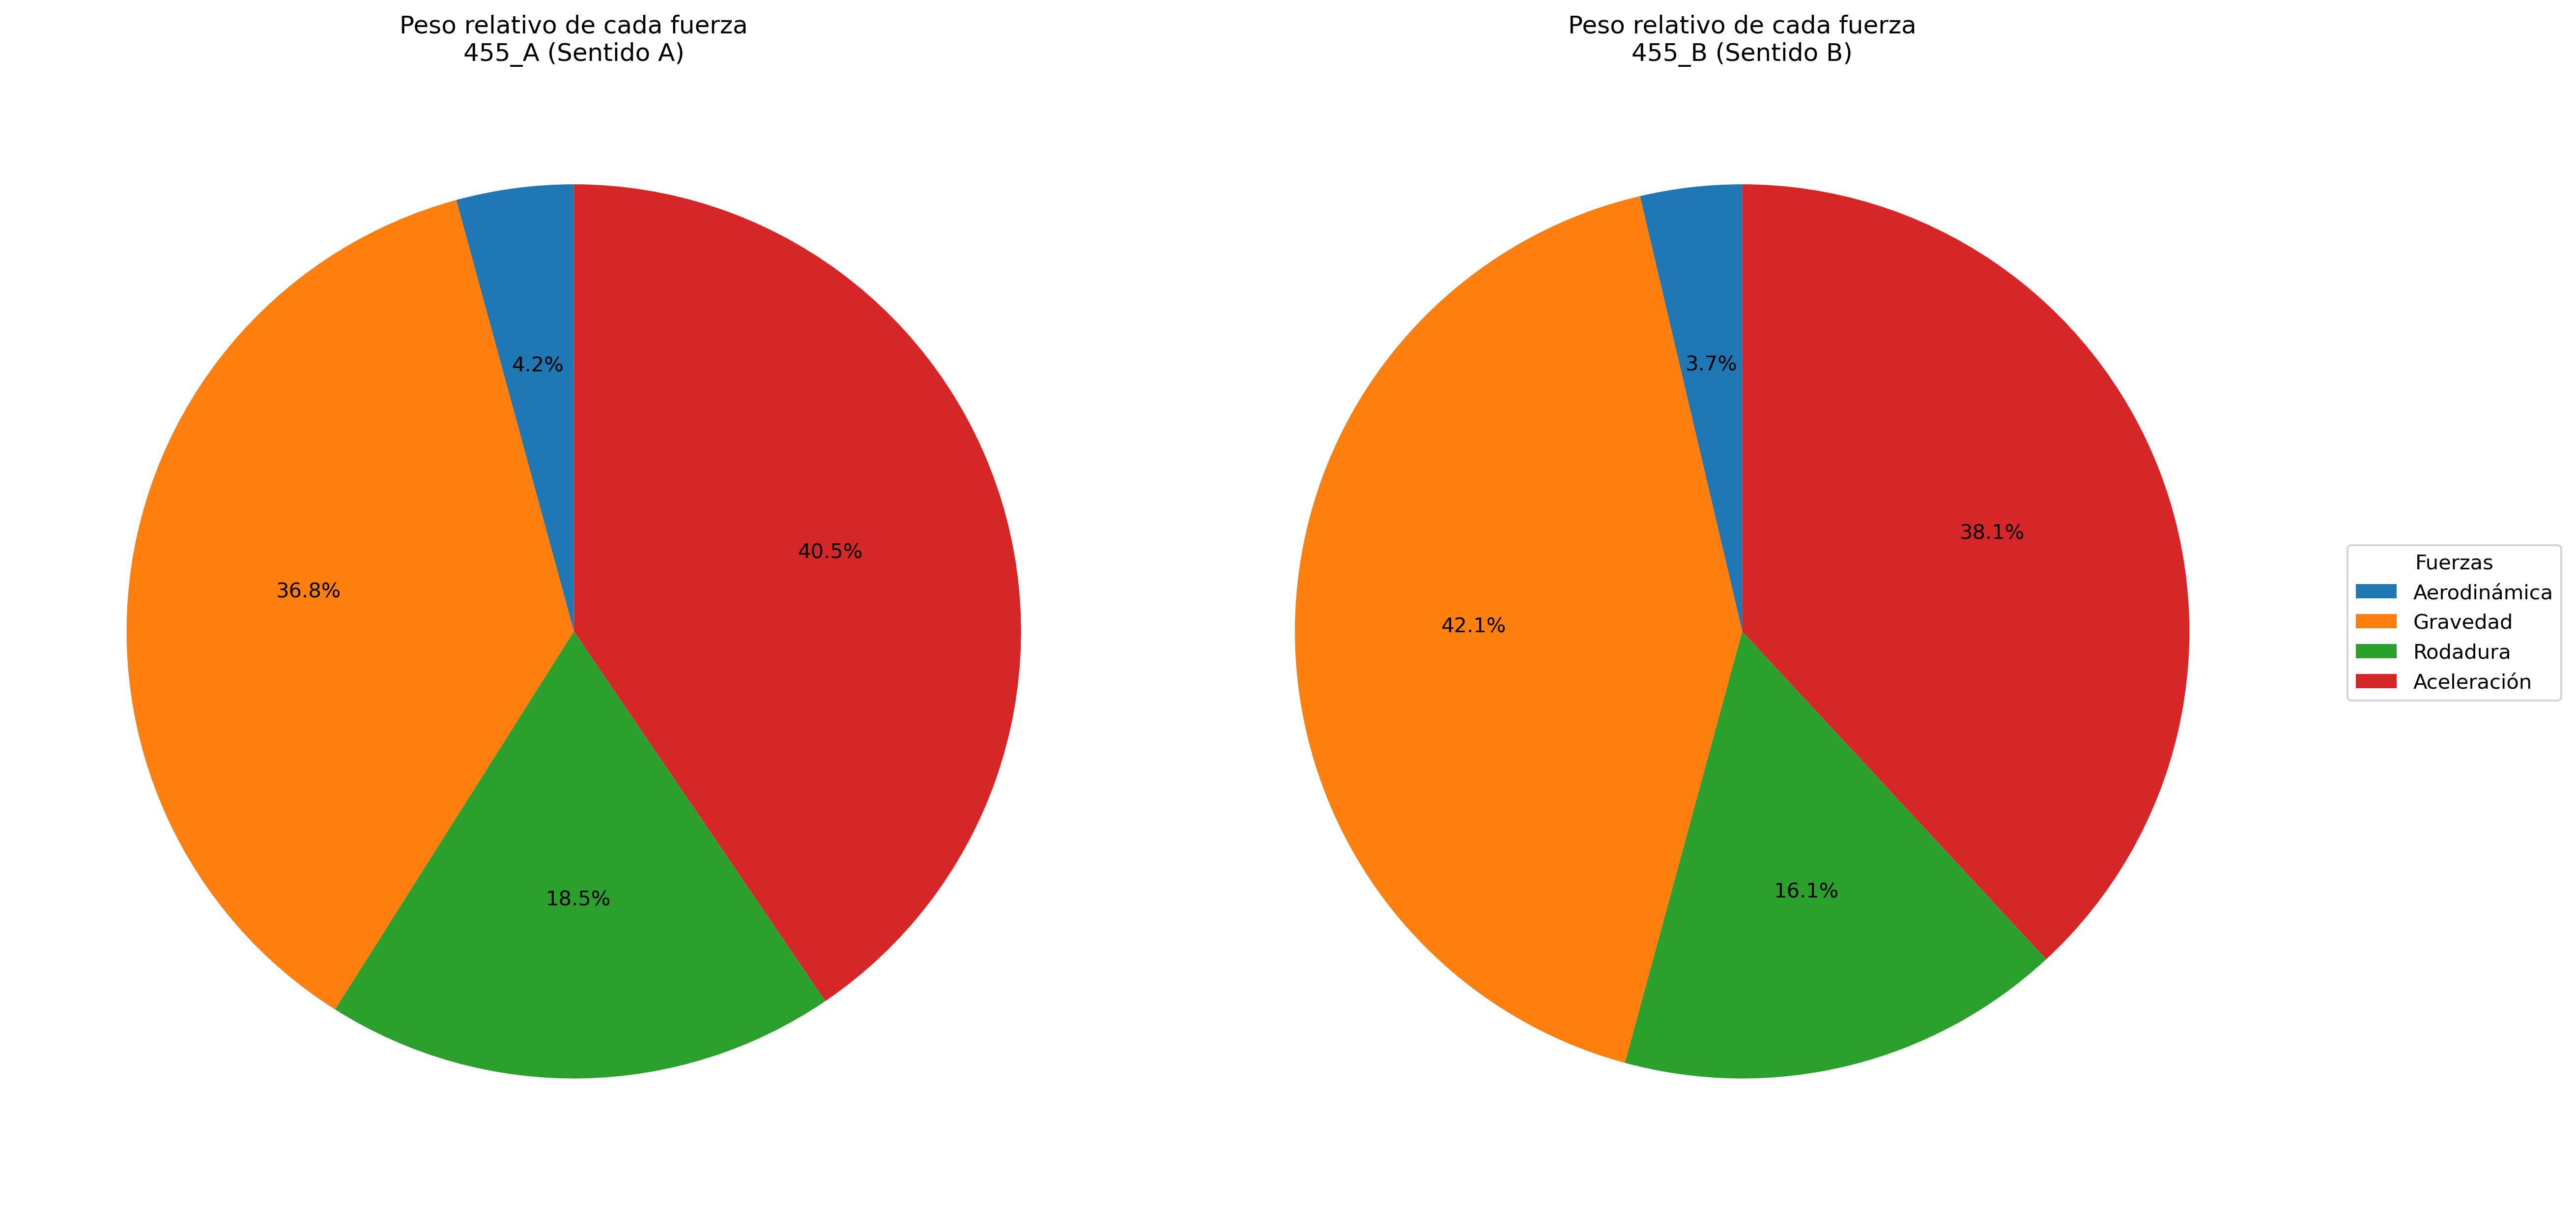 Peso relativo de cada fuerza
455_A (Sentido A)
4.2%
40.5%
36.8%
18.5%
Peso relativo de cada fuerza
455_B (Sentido B)
3.7%
38.1%
42.1%
16.1%
Fuerzas
Aerodinámica
Gravedad
Rodadura
Aceleración